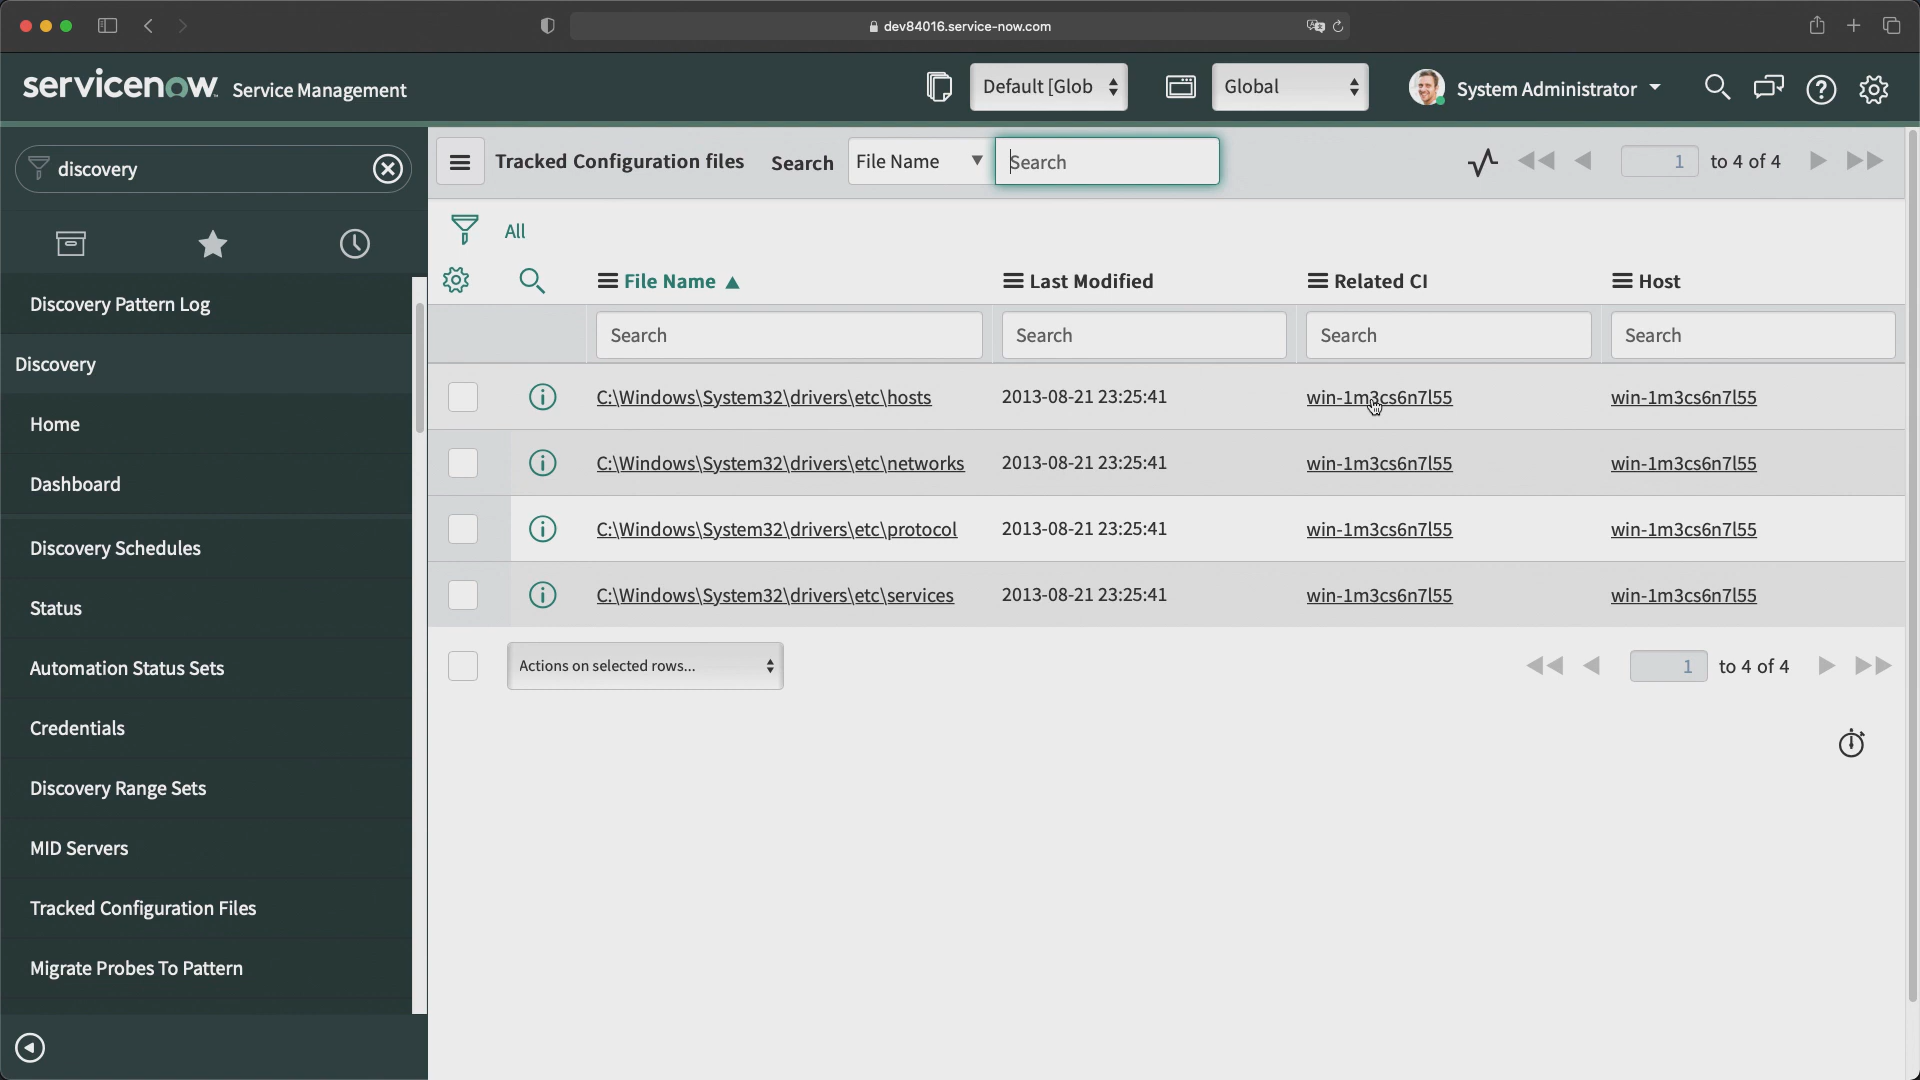 dev84016.service-now.com
servicenow Service Management
Default [Glob
Global
System Administrator
discovery
Discovery Pattern Log
Discovery
Home
Dashboard
Discovery Schedules
Status
Automation Status Sets
Credentials
Discovery Range Sets
MID Servers
Tracked Configuration Files
Migrate Probes To Pattern
Tracked Configuration files Search File Name Search
1 to 4 of 4
All
File Name Last Modified Related CI Host
Search Search Search Search
C:\Windows\System32\drivers\etc\hosts 2013-08-21 23:25:41 win-1m3cs6n7l55 win-1m3cs6n7l55
C:\Windows\System32\drivers\etc\networks 2013-08-21 23:25:41 win-1m3cs6n7l55 win-1m3cs6n7l55
C:\Windows\System32\drivers\etc\protocol 2013-08-21 23:25:41 win-1m3cs6n7l55 win-1m3cs6n7l55
C:\Windows\System32\drivers\etc\services 2013-08-21 23:25:41 win-1m3cs6n7l55 win-1m3cs6n7l55
Actions on selected rows...
1 to 4 of 4